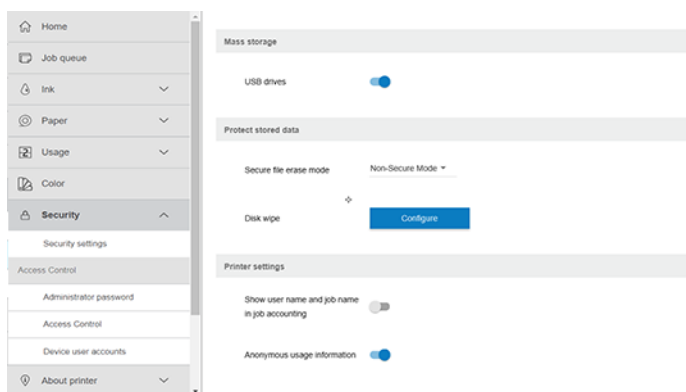 Home
Job queue
Ink
Paper
Usage
Color
Security
Security settings
Access Control
Administrator password
Access Control
Device user accounts
About printer
Mass storage
USB drives
Protect stored data
Secure file erase mode
Non-Secure Mode
Disk wipe
Configure
Printer settings
Show user name and job name
in job accounting
Anonymous usage information